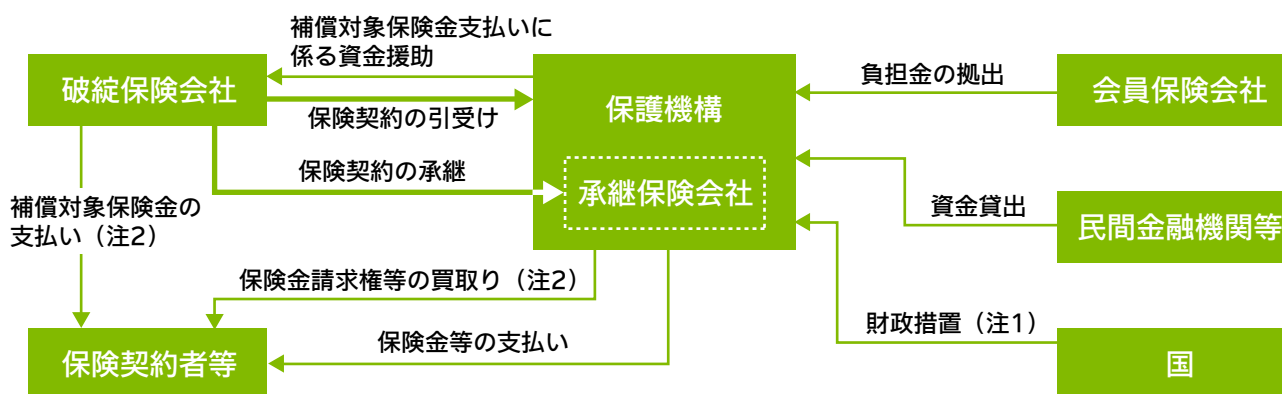 補償対象保険金支払いに
係る資金援助
破綻保険会社
保険契約の引受け
保護機構
負担金の拠出
会員保険会社
保険契約の承継
承継保険会社
補償対象保険金の
支払い（注2）
資金貸出
民間金融機関等
保険金請求権等の買取り（注2）
財政措置（注1）
保険金等の支払い
保険契約者等
国